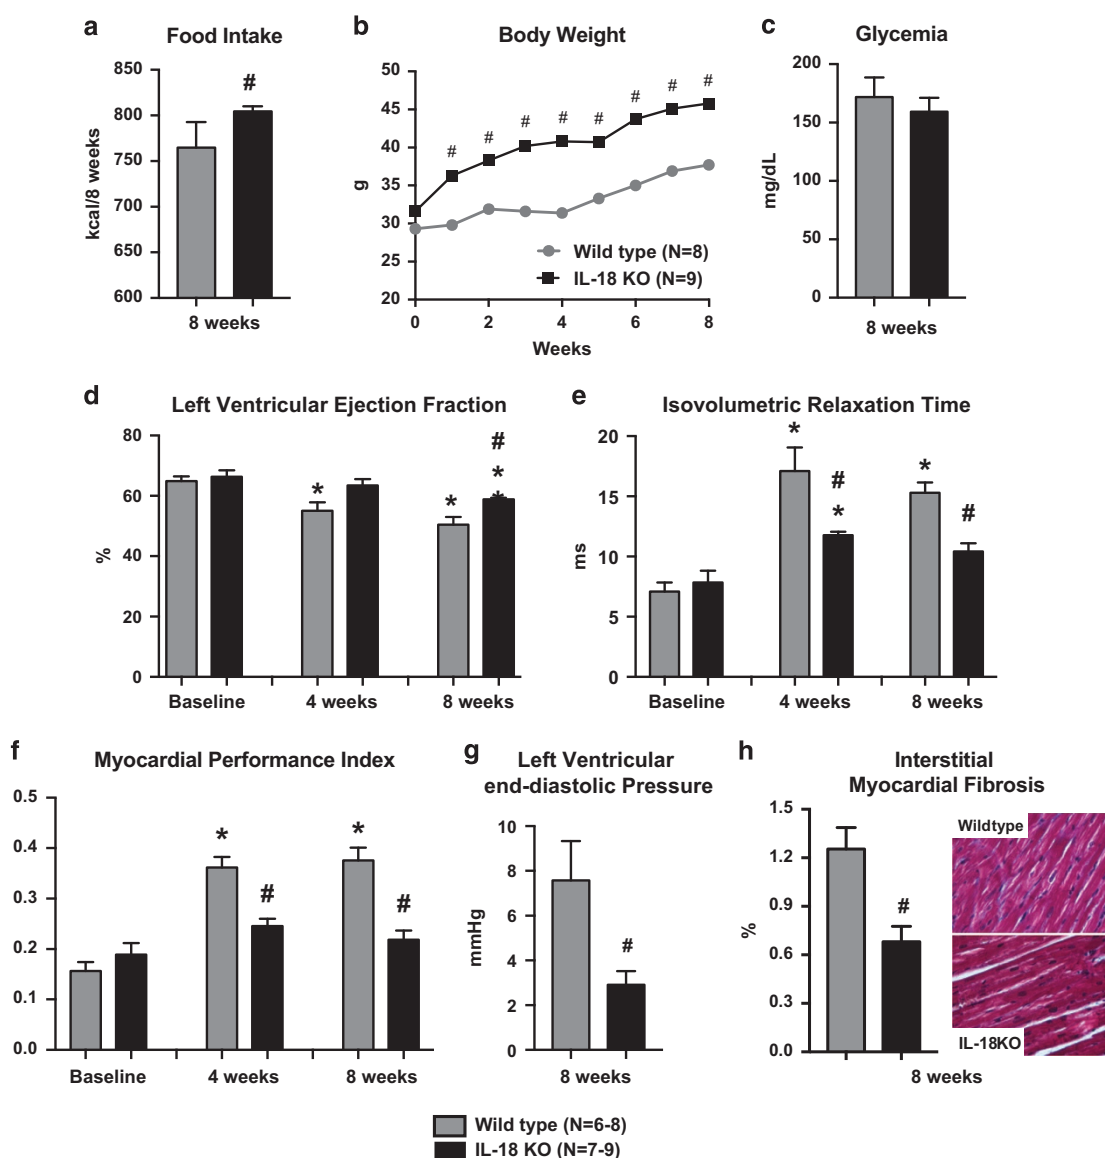 a
Food Intake
850
800
750
700
650
600
kcal/8 weeks
#
8 weeks
b
Body Weight
50
45
40
35
30
25
20
g
# # # # # # # #
Wild type (N=8)
IL-18 KO (N=9)
0 2 4 6 8
Weeks
c
Glycemia
200
150
100
50
0
mg/dL
8 weeks
d
Left Ventricular Ejection Fraction
80
60
40
20
0
%
* * # * *
Baseline 4 weeks 8 weeks
e
Isovolumetric Relaxation Time
20
15
10
5
0
ms
* # * * #
Baseline 4 weeks 8 weeks
f
Myocardial Performance Index
0.5
0.4
0.3
0.2
0.1
0.0
* # * #
Baseline 4 weeks 8 weeks
g
Left Ventricular
end-diastolic Pressure
10
8
6
4
2
0
mmHg
#
8 weeks
h
Interstitial
Myocardial Fibrosis
1.5
1.2
0.9
0.6
0.3
0.0
%
#
8 weeks
Wildtype
IL-18KO
Wild type (N=6-8)
IL-18 KO (N=7-9)